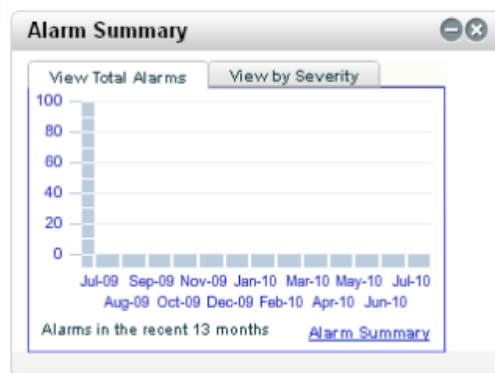 Alarm Summary
View Total Alarms
View by Severity
100
80
60
40
20
0
Jul-09 Sep-09 Nov-09 Jan-10 Mar-10 May-10 Jul-10
Aug-09 Oct-09 Dec-09 Feb-10 Apr-10 Jun-10
Alarms in the recent 13 months
Alarm Summary